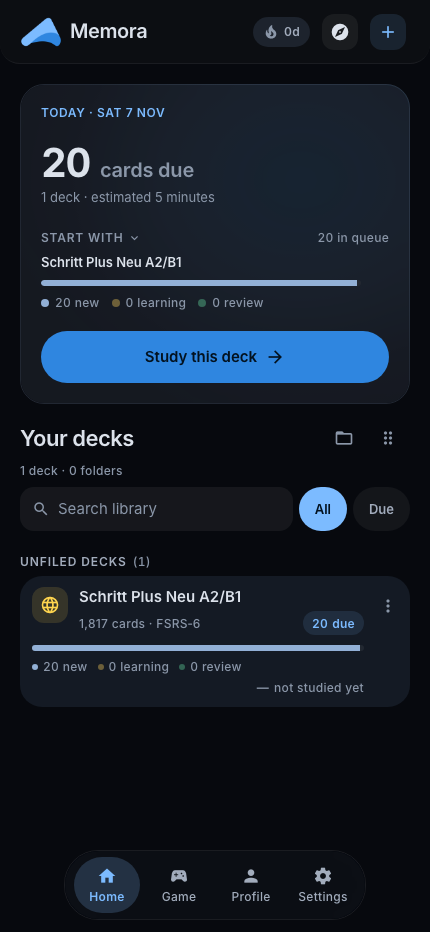 Memora
0d
TODAY · SAT 7 NOV
20 cards due
1 deck · estimated 5 minutes
START WITH
20 in queue
Schritt Plus Neu A2/B1
20 new 0 learning 0 review
Study this deck
Your decks
1 deck · 0 folders
Search library
All
Due
UNFILED DECKS (1)
Schritt Plus Neu A2/B1
1,817 cards · FSRS-6
20 due
20 new 0 learning 0 review
— not studied yet
Home
Game
Profile
Settings